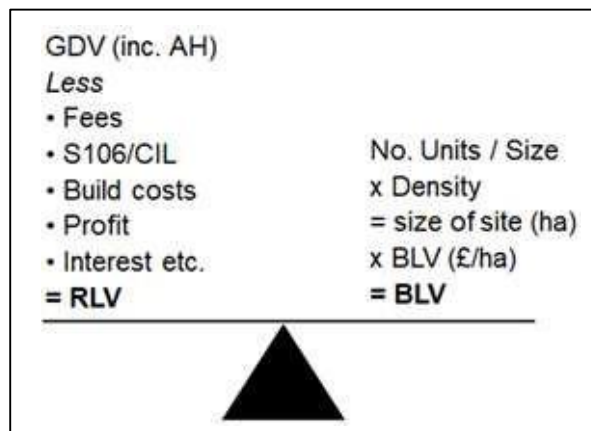 GDV (inc. AH)
Less
• Fees
• S106/CIL
• Build costs
• Profit
• Interest etc.
= RLV
No. Units / Size
x Density
= size of site (ha)
x BLV (£/ha)
= BLV